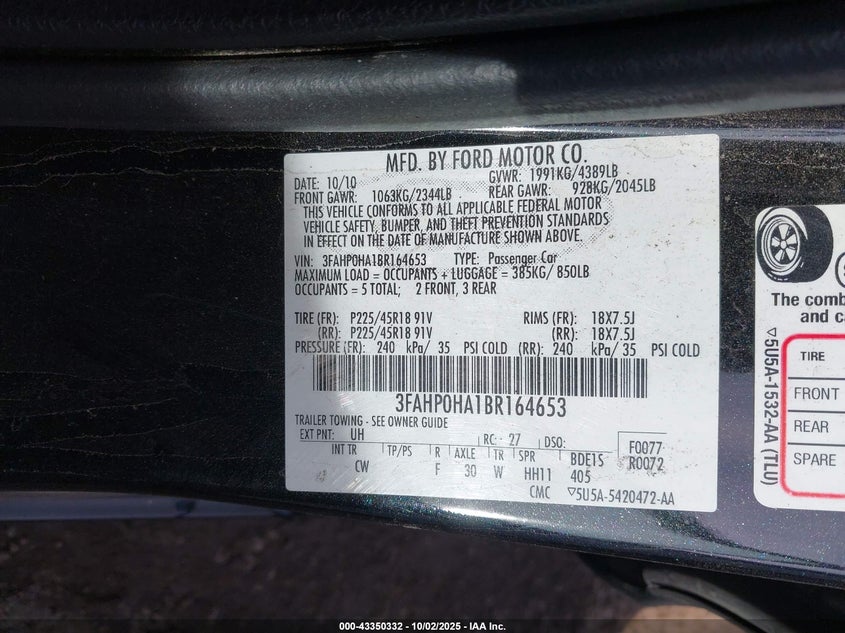 MFD. BY FORD MOTOR CO.
DATE: 10/10 GVWR: 1991KG/4389LB
FRONT GAWR: 1063KG/2344LB REAR GAWR: 928KG/2045LB
THIS VEHICLE CONFORMS TO ALL APPLICABLE FEDERAL MOTOR
VEHICLE SAFETY, BUMPER, AND THEFT PREVENTION STANDARDS
IN EFFECT ON THE DATE OF MANUFACTURE SHOWN ABOVE.
VIN: 3FAHP0HA1BR164653 TYPE: Passenger Car
MAXIMUM LOAD = OCCUPANTS + LUGGAGE = 385KG/ 850LB
OCCUPANTS = 5 TOTAL; 2 FRONT, 3 REAR
TIRE (FR): P225/45R18 91V RIMS (FR): 18X7.5J
(RR): P225/45R18 91V (RR): 18X7.5J
PRESSURE (FR): 240 kPa/ 35 PSI COLD (RR): 240 kPa/ 35 PSI COLD
3FAHP0HA1BR164653
TRAILER TOWING - SEE OWNER GUIDE
EXT PNT: UH RC: 27 DSO: F0077
INT TR TP/PS R AXLE TR SPR BDE1S R0072
CW F 30 W HH11 405
CMC ▽5U5A-5420472-AA
The comb
and ca
▽5U5A-1532-AA (TLU)
TIRE
FRONT
REAR
SPARE
000-43350332 - 10/02/2025 - IAA Inc.